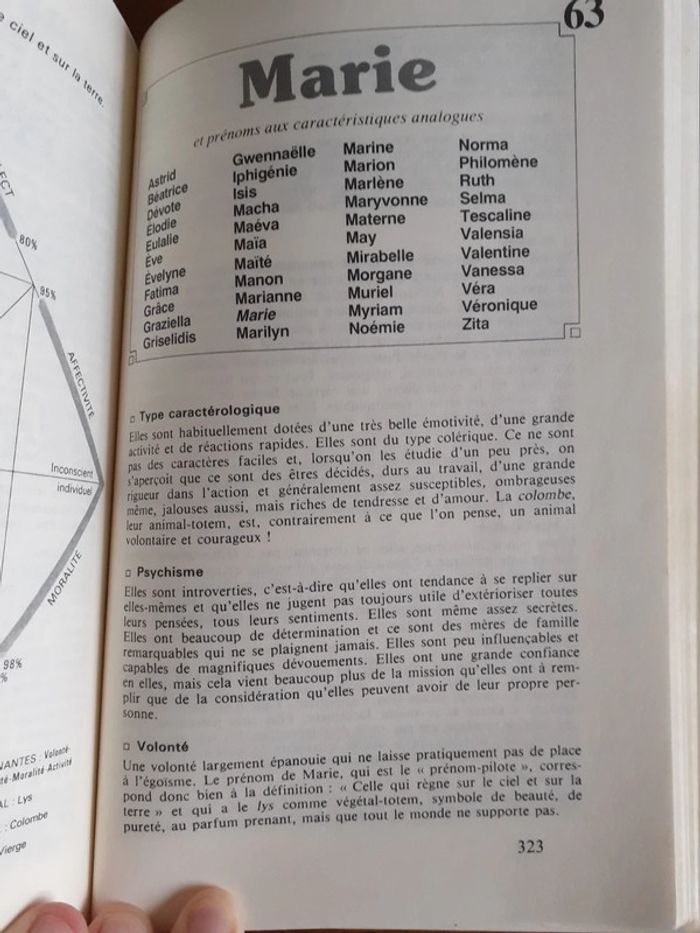 ciel et sur la terre.
80%
95%
AFFECTIVITÉ
Inconscient
individuel
MORALITÉ
98%
%
NANTES : Volonté-
té-Moralité-Activité
AL : Lys
: Colombe
Vierge
63
Marie
et prénoms aux caractéristiques analogues
Astrid
Béatrice
Dévote
Élodie
Eulalie
Ève
Évelyne
Fatima
Grâce
Graziella
Griselidis
Gwennaëlle
Iphigénie
Isis
Macha
Maéva
Maïa
Maïté
Manon
Marianne
Marie
Marilyn
Marine
Marion
Marlène
Maryvonne
Materne
May
Mirabelle
Morgane
Muriel
Myriam
Noémie
Norma
Philomène
Ruth
Selma
Tescaline
Valensia
Valentine
Vanessa
Véra
Véronique
Zita
Type caractérologique
Elles sont habituellement dotées d'une très belle émotivité, d'une grande
activité et de réactions rapides. Elles sont du type colérique. Ce ne sont
pas des caractères faciles et, lorsqu'on les étudie d'un peu près, on
s'aperçoit que ce sont des êtres décidés, durs au travail, d'une grande
rigueur dans l'action et généralement assez susceptibles, ombrageuses
même, jalouses aussi, mais riches de tendresse et d'amour. La colombe,
leur animal-totem, est, contrairement à ce que l'on pense, un animal
volontaire et courageux !
Psychisme
Elles sont introverties, c'est-à-dire qu'elles ont tendance à se replier sur
elles-mêmes et qu'elles ne jugent pas toujours utile d'extérioriser toutes
leurs pensées, tous leurs sentiments. Elles sont même assez secrètes.
Elles ont beaucoup de détermination et ce sont des mères de famille
remarquables qui ne se plaignent jamais. Elles sont peu influençables et
capables de magnifiques dévouements. Elles ont une grande confiance
en elles, mais cela vient beaucoup plus de la mission qu'elles ont à rem-
plir que de la considération qu'elles peuvent avoir de leur propre per-
sonne.
Volonté
Une volonté largement épanouie qui ne laisse pratiquement pas de place
à l'égoïsme. Le prénom de Marie, qui est le « prénom-pilote », corres-
pond donc bien à la définition : « Celle qui règne sur le ciel et sur la
terre » et qui a le lys comme végétal-totem, symbole de beauté, de
pureté, au parfum prenant, mais que tout le monde ne supporte pas.
323